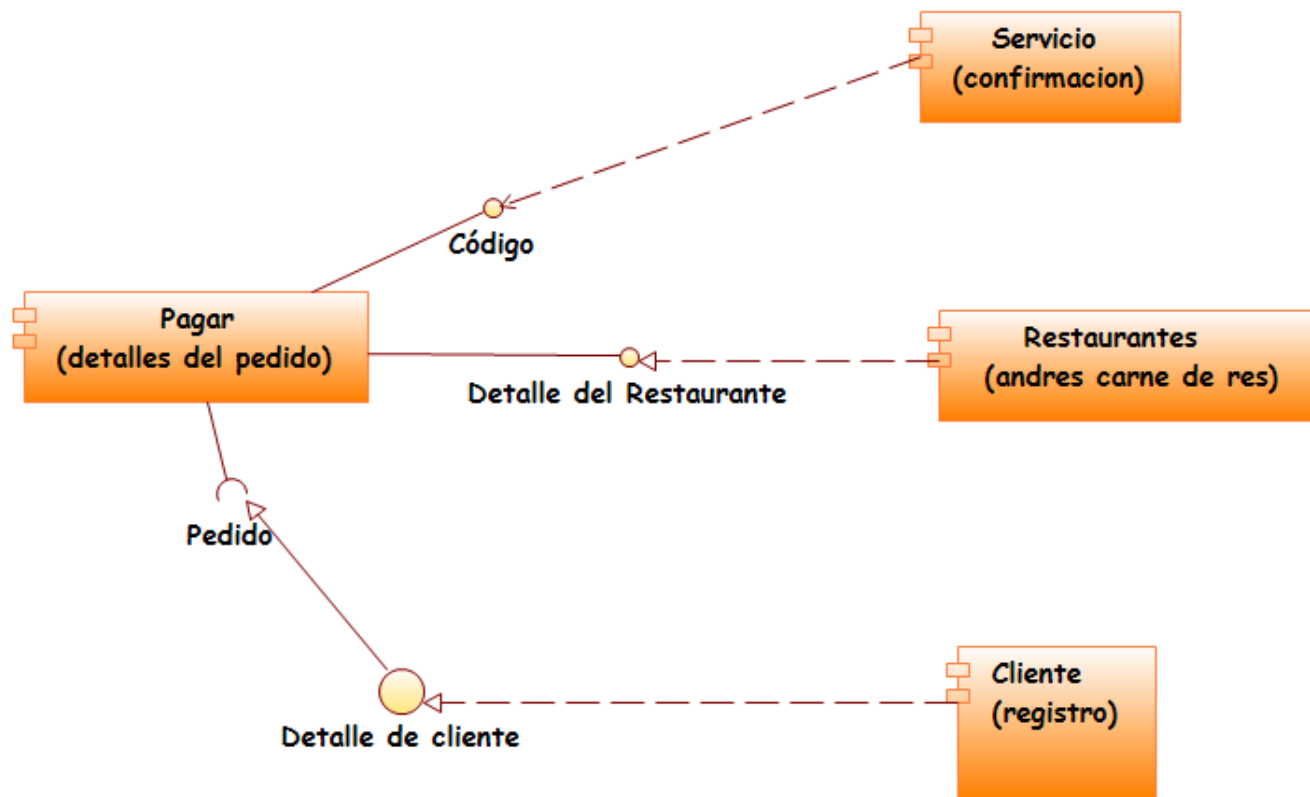 Servicio
(confirmacion)
Código
Pagar
(detalles del pedido)
Detalle del Restaurante
Restaurantes
(andres carne de res)
Pedido
Detalle de cliente
Cliente
(registro)